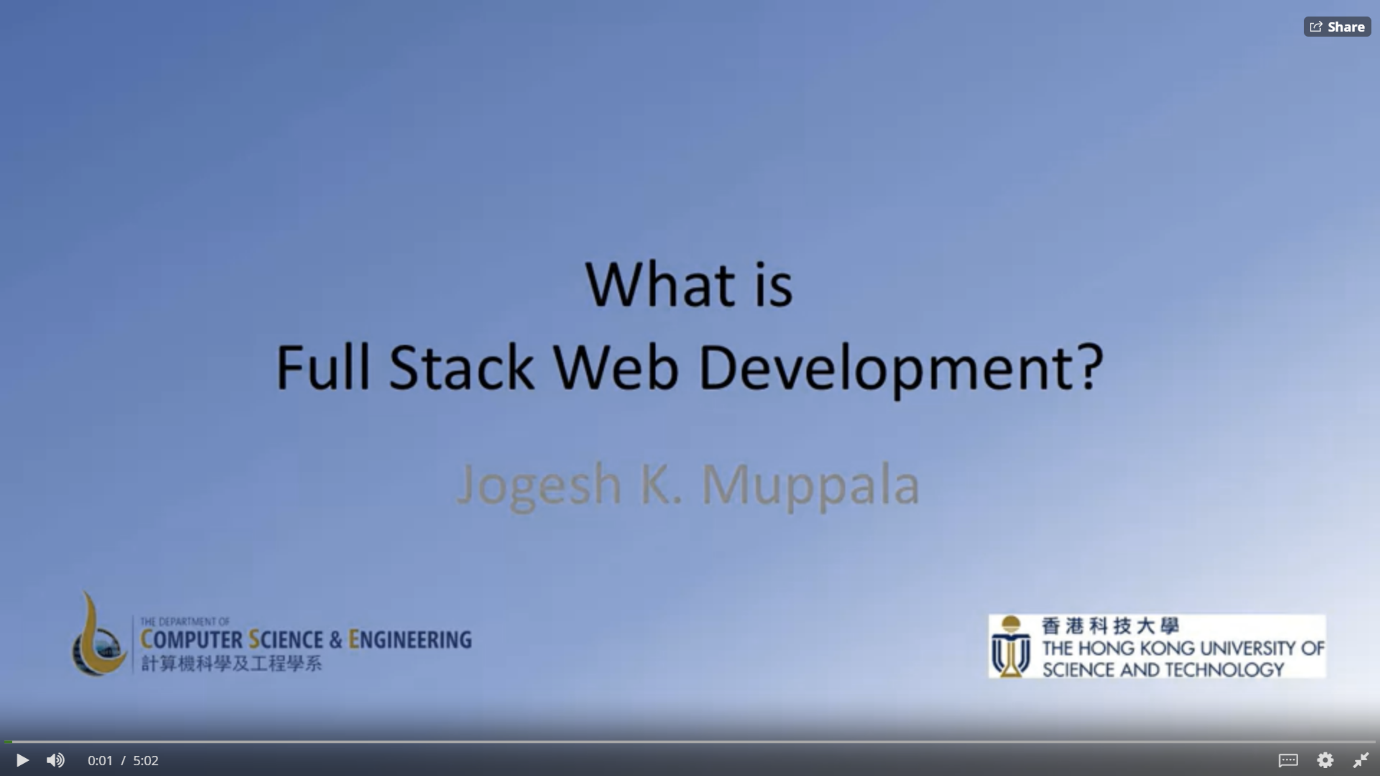 Share
What is
Full Stack Web Development?
Jogesh K. Muppala
THE DEPARTMENT OF
COMPUTER SCIENCE & ENGINEERING
計算機科學及工程學系
香港科技大學
THE HONG KONG UNIVERSITY OF
SCIENCE AND TECHNOLOGY
0:01 / 5:02